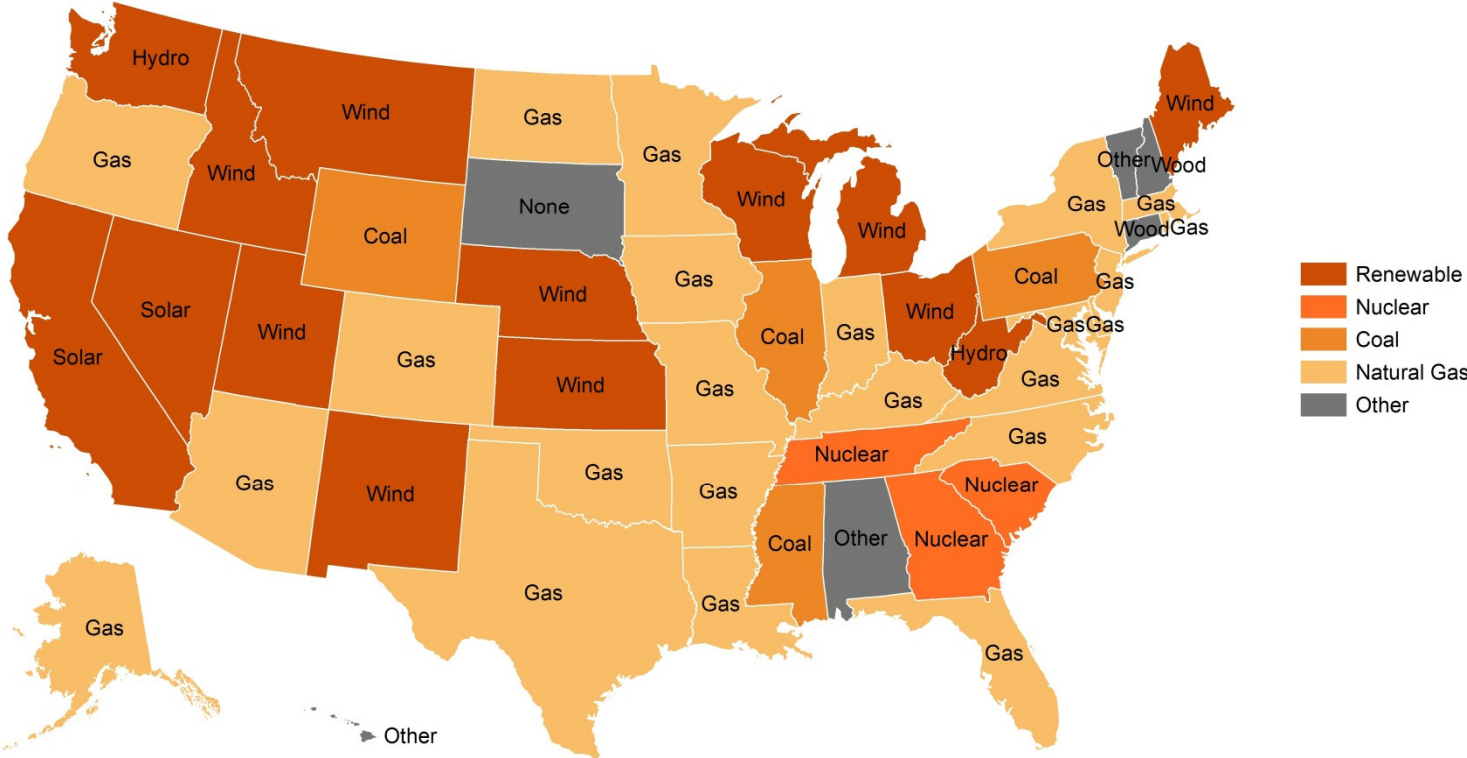 Hydro
Wind
Wind
Gas
Gas
Gas
Other
Wood
Wind
Wind
Coal
None
Wind
Wind
Gas
Gas
Gas
Wood
Solar
Solar
Wind
Gas
Wind
Gas
Coal
Gas
Wind
Coal
Gas
Gas
Gas
Hydro
Wind
Gas
Gas
Gas
Gas
Gas
Wind
Gas
Gas
Nuclear
Nuclear
Coal
Other
Nuclear
Gas
Gas
Gas
Gas
Other
Renewable
Nuclear
Coal
Natural Gas
Other